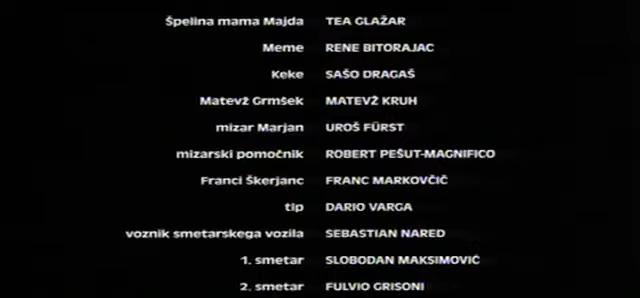 Špelina mama Majda TEA GLAŽAR
Meme RENE BITORAJAC
Keke SAŠO DRAGAŠ
Matevž Grmšek MATEVŽ KRUH
mizar Marjan UROŠ FÜRST
mizarski pomočnik ROBERT PEŠUT-MAGNIFICO
Franci Škerjanc FRANC MARKOVČIČ
tip DARIO VARGA
voznik smetarskega vozila SEBASTIAN NARED
1. smetar SLOBODAN MAKSIMOVIĆ
2. smetar FULVIO GRISONI